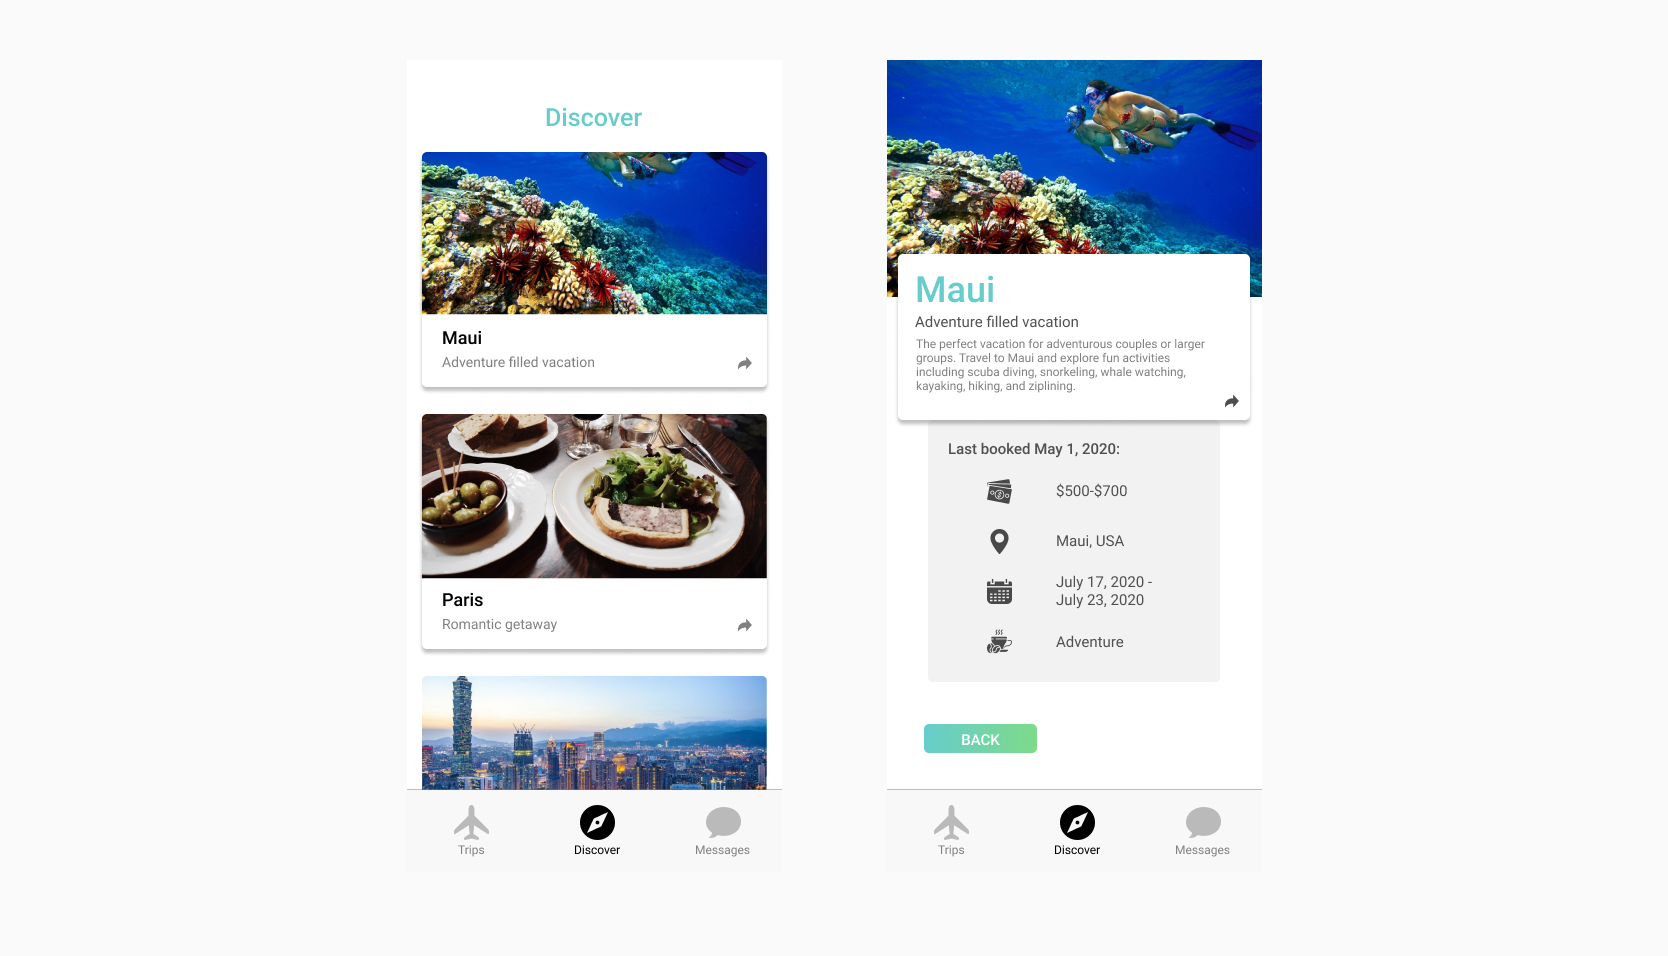 Discover
Maui
Adventure filled vacation
Paris
Romantic getaway
Trips
Discover
Messages
Maui
Adventure filled vacation
The perfect vacation for adventurous couples or larger
groups. Travel to Maui and explore fun activities
including scuba diving, snorkeling, whale watching,
kayaking, hiking, and ziplining.
Last booked May 1, 2020:
$500-$700
Maui, USA
July 17, 2020 -
July 23, 2020
Adventure
BACK
Trips
Discover
Messages